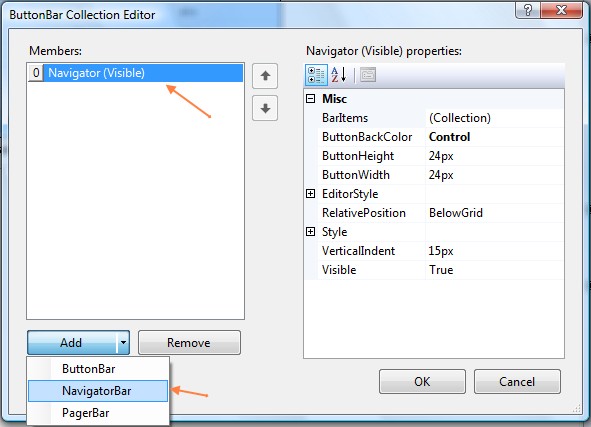 ButtonBar Collection Editor
Members:
0 Navigator (Visible)
Add
Remove
ButtonBar
NavigatorBar
PagerBar
Navigator (Visible) properties:
Misc
BarItems (Collection)
ButtonBackColor Control
ButtonHeight 24px
ButtonWidth 24px
EditorStyle
RelativePosition BelowGrid
Style
VerticalIndent 15px
Visible True
OK
Cancel